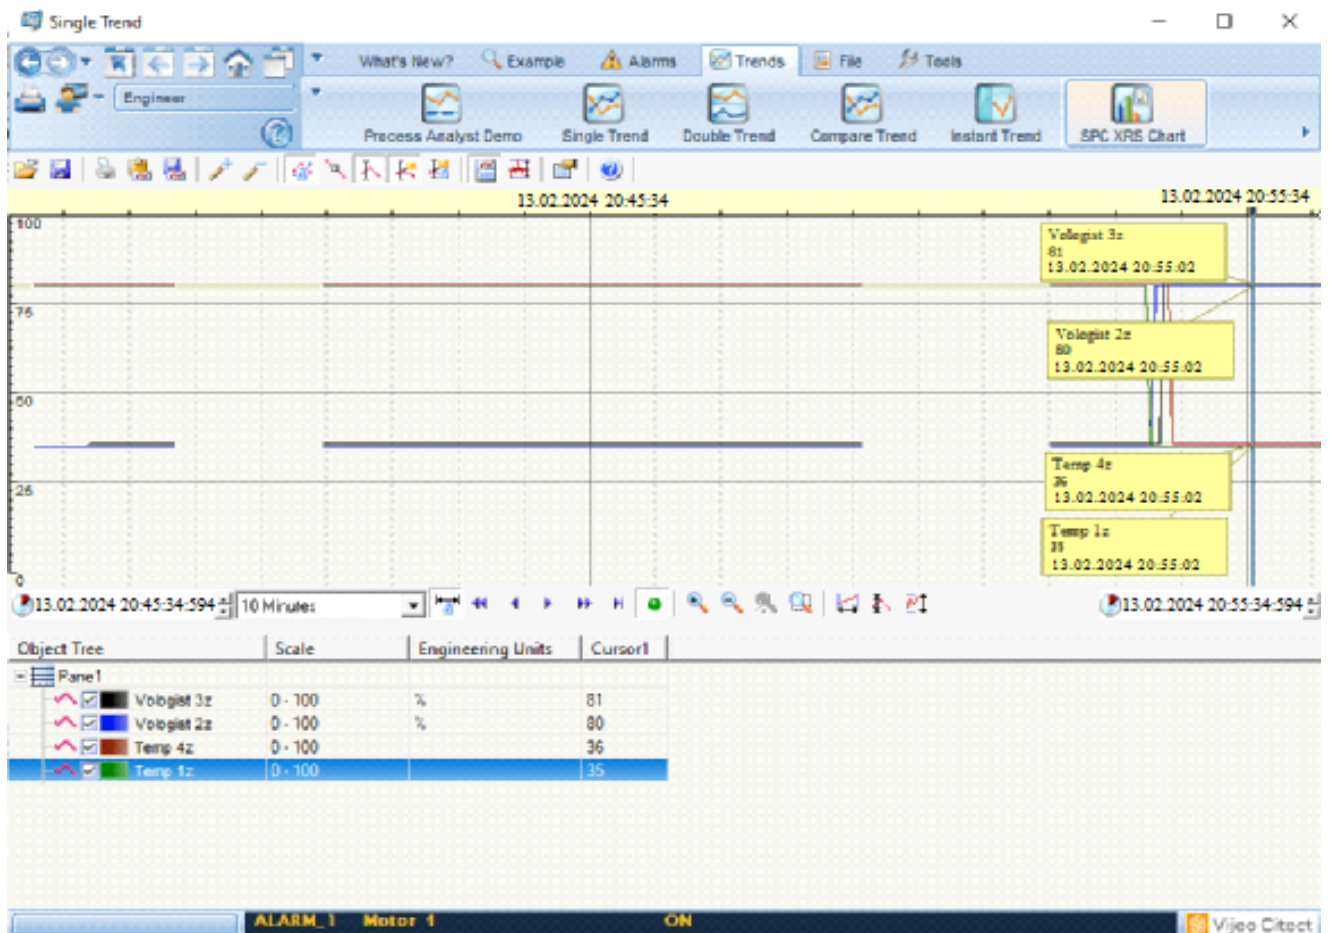 Single Trend
What's New? Example Alarms Trends File Tools
Engineer
Process Analyst Demo Single Trend Double Trend Compare Trend Instant Trend SPC XRS Chart
13.02.2024 20:45:34 13.02.2024 20:55:34
100
Vologist 3z
81
13.02.2024 20:55:02
75
Vologist 2z
80
13.02.2024 20:55:02
50
Temp 4z
36
13.02.2024 20:55:02
25
Temp 1z
35
13.02.2024 20:55:02
0
13.02.2024 20:45:34:594 10 Minutes 13.02.2024 20:55:34:594
Object Tree Scale Engineering Units Cursor1
Pane1
Vologist 3z 0 - 100 % 81
Vologist 2z 0 - 100 % 80
Temp 4z 0 - 100 36
Temp 1z 0 - 100 35
ALARM_1 Motor 1 ON
Vijeo Citect